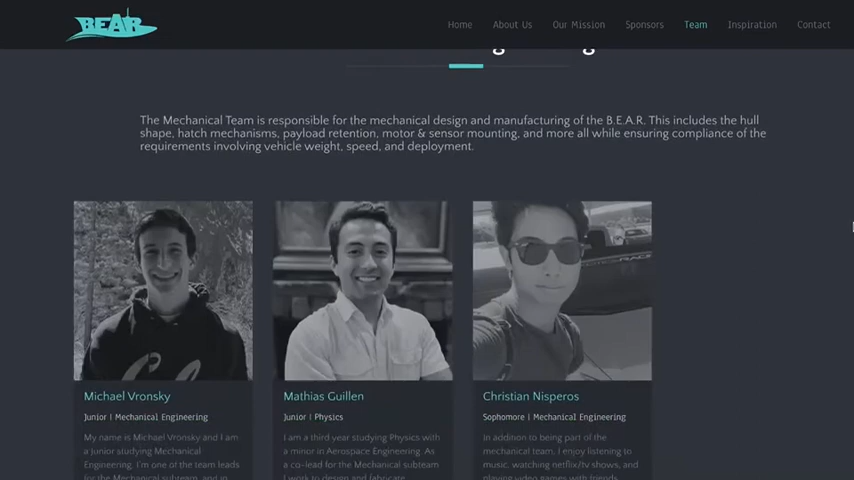 BEAR
Home About Us Our Mission Sponsors Team Inspiration Contact
The Mechanical Team is responsible for the mechanical design and manufacturing of the B.E.A.R. This includes the hull
shape, hatch mechanisms, payload retention, motor & sensor mounting, and more all while ensuring compliance of the
requirements involving vehicle weight, speed, and deployment.
Michael Vronsky
Junior | Mechanical Engineering
My name is Michael Vronsky and I am
a Junior studying Mechanical
Engineering. I'm one of the team leads
for the Mechanical subteam, and in
Mathias Guillen
Junior | Physics
I am a third year studying Physics with
a minor in Aerospace Engineering. As
a co-lead for the Mechanical subteam
I work to design and fabricate
Christian Nisperos
Sophomore | Mechanical Engineering
In addition to being part of the
mechanical team, I enjoy listening to
music, watching netflix/tv shows, and
playing video games with friends